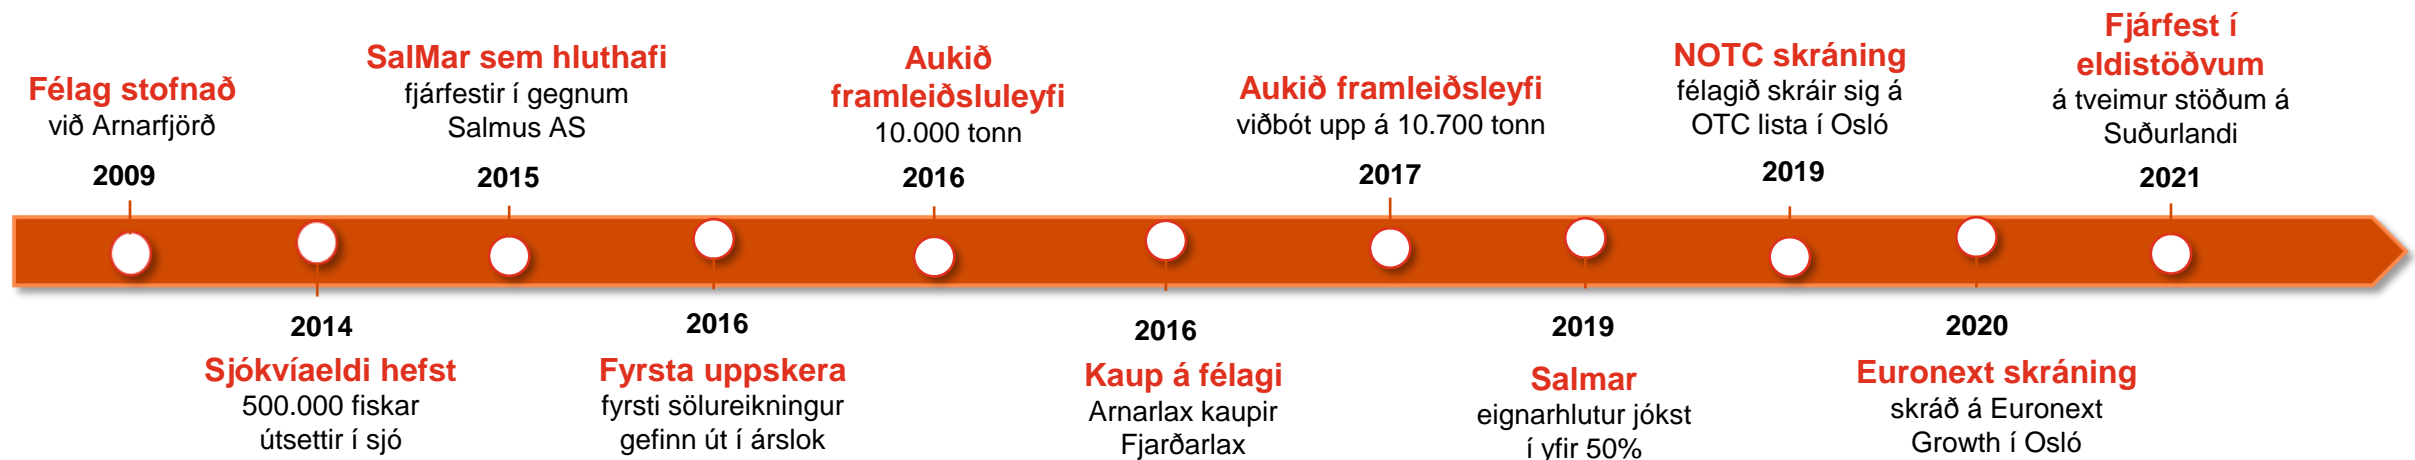 Félag stofnað
við Arnarfjörð
2009
SalMar sem hluthafi
fjárfestir í gegnum
Salmus AS
2015
Aukið
framleiðsluleyfi
10.000 tonn
2016
Aukið framleiðsleyfi
viðbót upp á 10.700 tonn
2017
NOTC skráning
félagið skráir sig á
OTC lista í Osló
2019
Fjárfest í
eldistöðvum
á tveimur stöðum á
Suðurlandi
2021
2014
Sjókvíaeldi hefst
500.000 fiskar
útsettir í sjó
2016
Fyrsta uppskera
fyrsti sölureikningur
gefinn út í árslok
2016
Kaup á félagi
Arnarlax kaupir
Fjarðarlax
2019
Salmar
eignarhlutur jókst
í yfir 50%
2020
Euronext skráning
skráð á Euronext
Growth í Osló